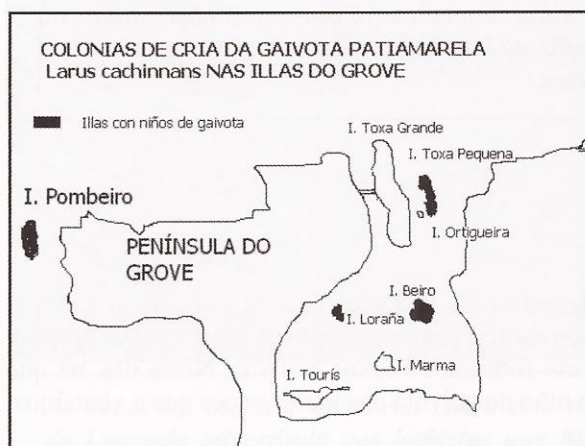 COLONIAS DE CRIA DA GAIVOTA PATIAMARELA
Larus cachinnans NAS ILLAS DO GROVE
Illas con niños de gaivota
I. Toxa Grande
I. Toxa Pequena
I. Pombeiro
I. Ortigueira
PENÍNSULA DO
GROVE
I. Beiro
I. Loraña
I. Marma
I. Tourís